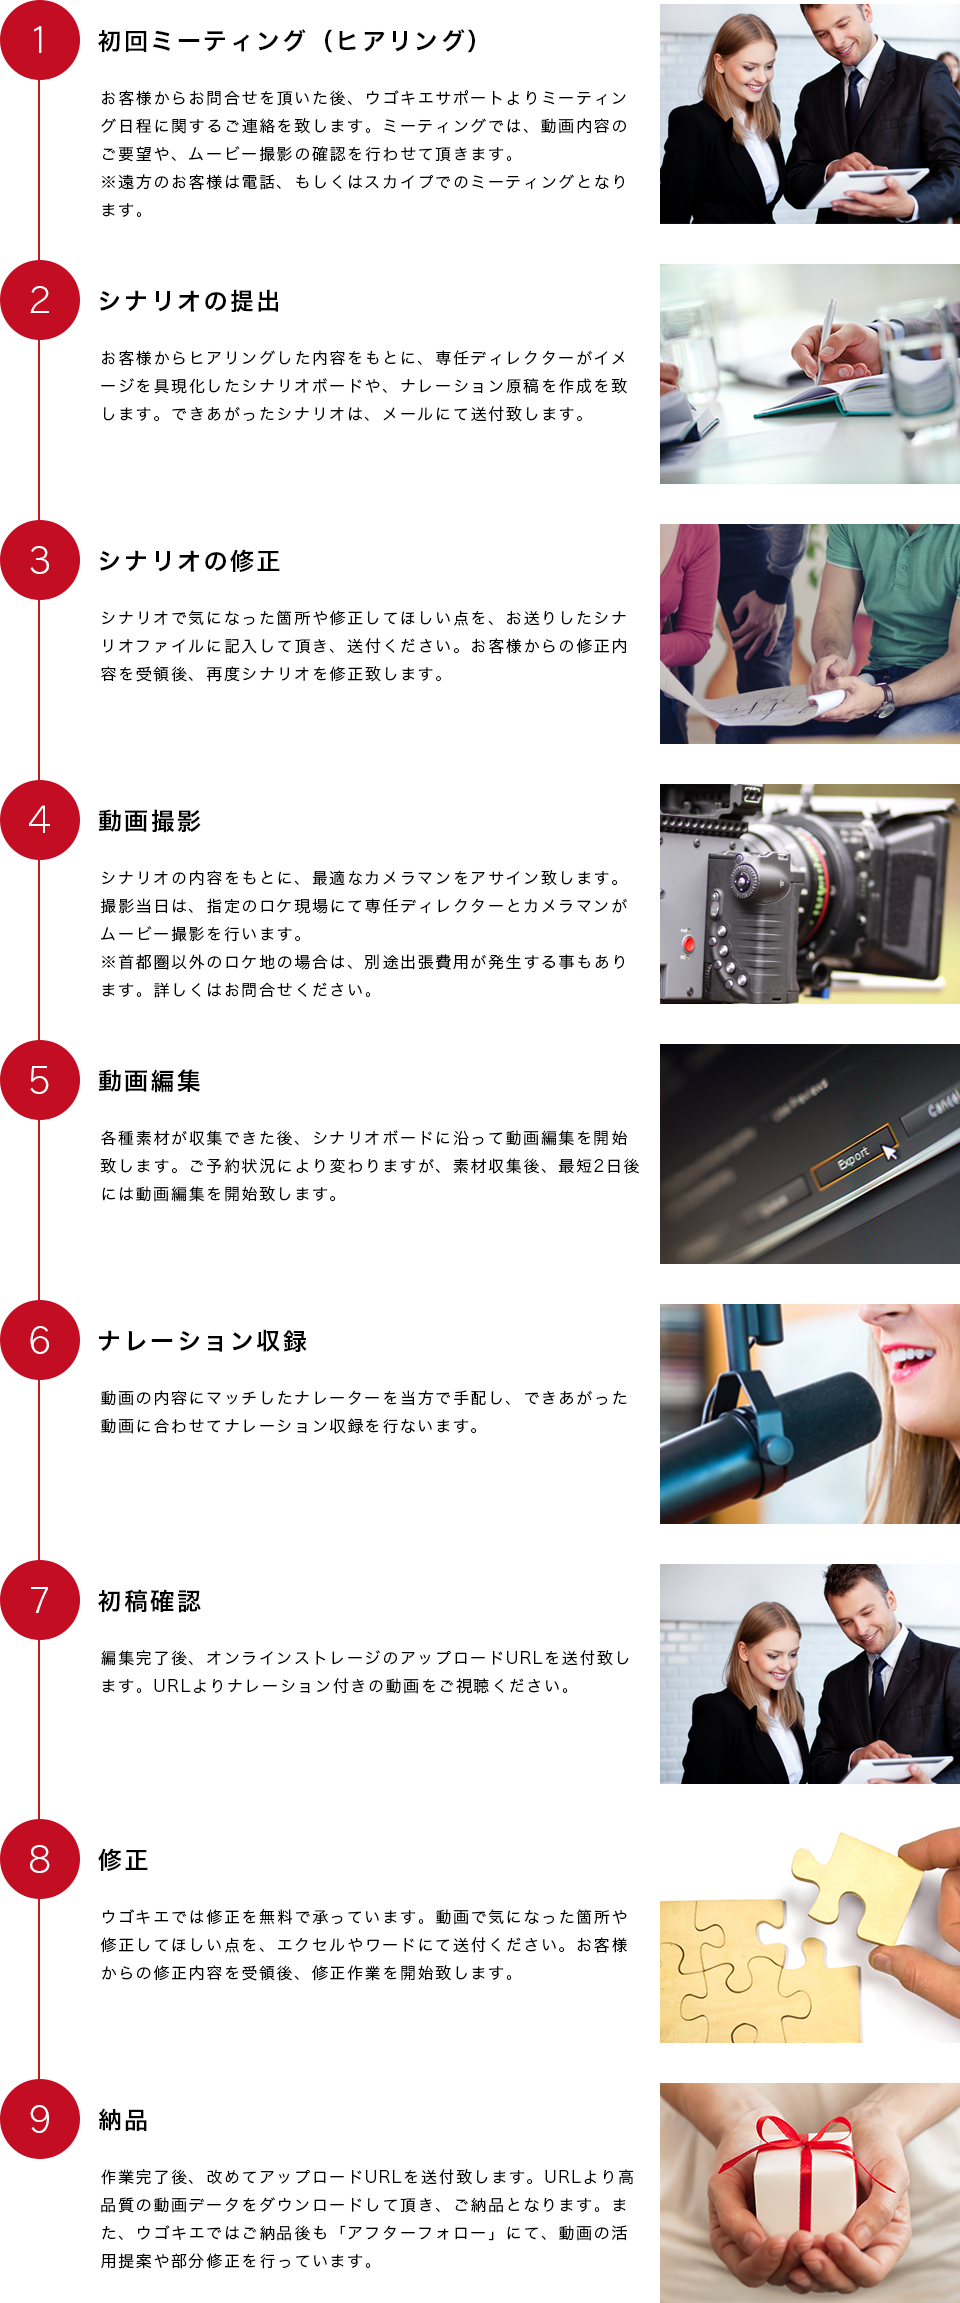 1
初回ミーティング（ヒアリング）
お客様からお問合せを頂いた後、ウゴキエサポートよりミーティン
グ日程に関するご連絡を致します。ミーティングでは、動画内容の
ご要望や、ムービー撮影の確認を行わせて頂きます。
※遠方のお客様は電話、もしくはスカイプでのミーティングとなり
ます。
2
シナリオの提出
お客様からヒアリングした内容をもとに、専任ディレクターがイメ
ージを具現化したシナリオボードや、ナレーション原稿を作成を致
します。できあがったシナリオは、メールにて送付致します。
3
シナリオの修正
シナリオで気になった箇所や修正してほしい点を、お送りしたシナ
リオファイルに記入して頂き、送付ください。お客様からの修正内
容を受領後、再度シナリオを修正致します。
4
動画撮影
シナリオの内容をもとに、最適なカメラマンをアサイン致します。
撮影当日は、指定のロケ現場にて専任ディレクターとカメラマンが
ムービー撮影を行います。
※首都圏以外のロケ地の場合は、別途出張費用が発生する事もあり
ます。詳しくはお問合せください。
5
動画編集
各種素材が収集できた後、シナリオボードに沿って動画編集を開始
致します。ご予約状況により変わりますが、素材収集後、最短2日後
には動画編集を開始致します。
Export
Cancel
6
ナレーション収録
動画の内容にマッチしたナレーターを当方で手配し、できあがった
動画に合わせてナレーション収録を行ないます。
7
初稿確認
編集完了後、オンラインストレージのアップロードURLを送付致し
ます。URLよりナレーション付きの動画をご視聴ください。
8
修正
ウゴキエでは修正を無料で承っています。動画で気になった箇所や
修正してほしい点を、エクセルやワードにて送付ください。お客様
からの修正内容を受領後、修正作業を開始致します。
9
納品
作業完了後、改めてアップロードURLを送付致します。URLより高
品質の動画データをダウンロードして頂き、ご納品となります。ま
た、ウゴキエではご納品後も「アフターフォロー」にて、動画の活
用提案や部分修正を行っています。